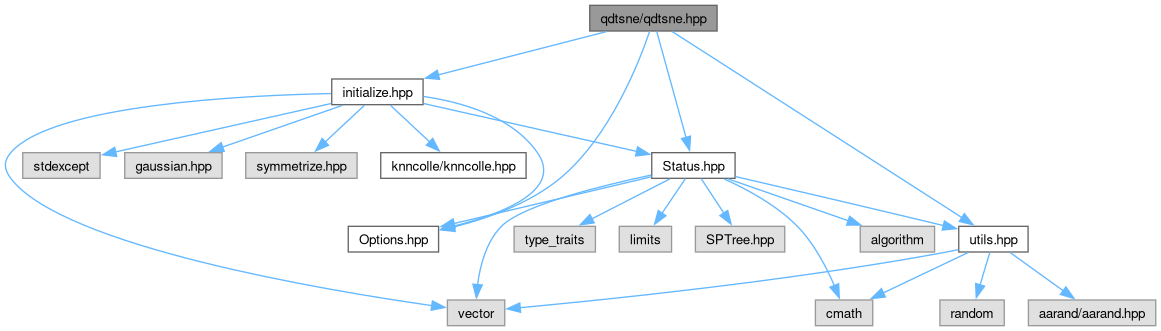 qdtsne/qdtsne.hpp
initialize.hpp
stdexcept
gaussian.hpp
symmetrize.hpp
knncolle/knncolle.hpp
Status.hpp
Options.hpp
type_traits
limits
SPTree.hpp
algorithm
utils.hpp
vector
cmath
random
aarand/aarand.hpp